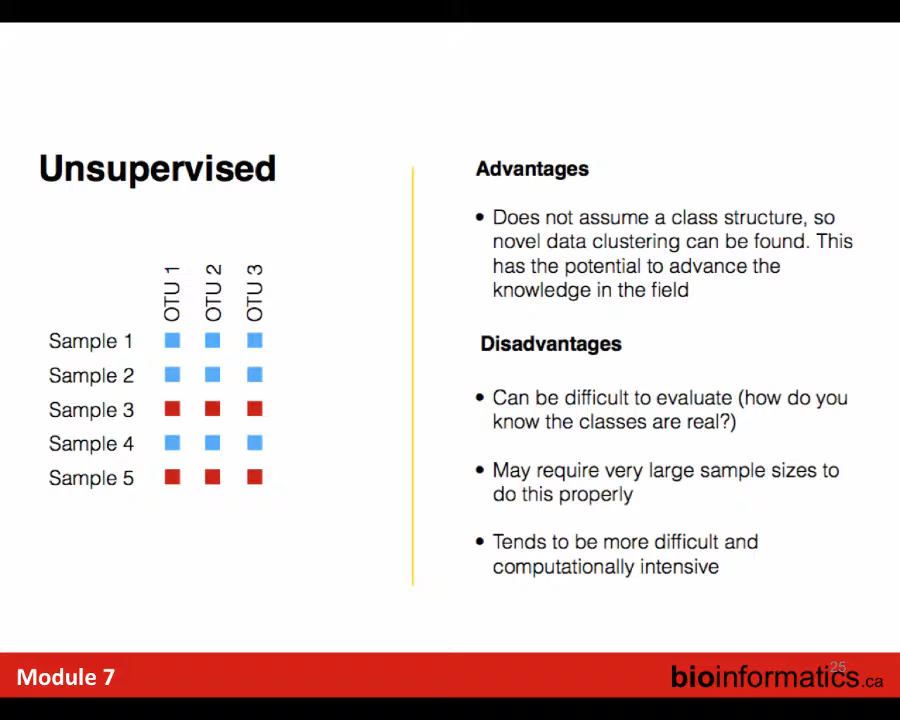 Unsupervised
OTU 1
OTU 2
OTU 3
Sample 1
Sample 2
Sample 3
Sample 4
Sample 5
Advantages
• Does not assume a class structure, so
novel data clustering can be found. This
has the potential to advance the
knowledge in the field
Disadvantages
• Can be difficult to evaluate (how do you
know the classes are real?)
• May require very large sample sizes to
do this properly
• Tends to be more difficult and
computationally intensive
Module 7
25
bioinformatics.ca